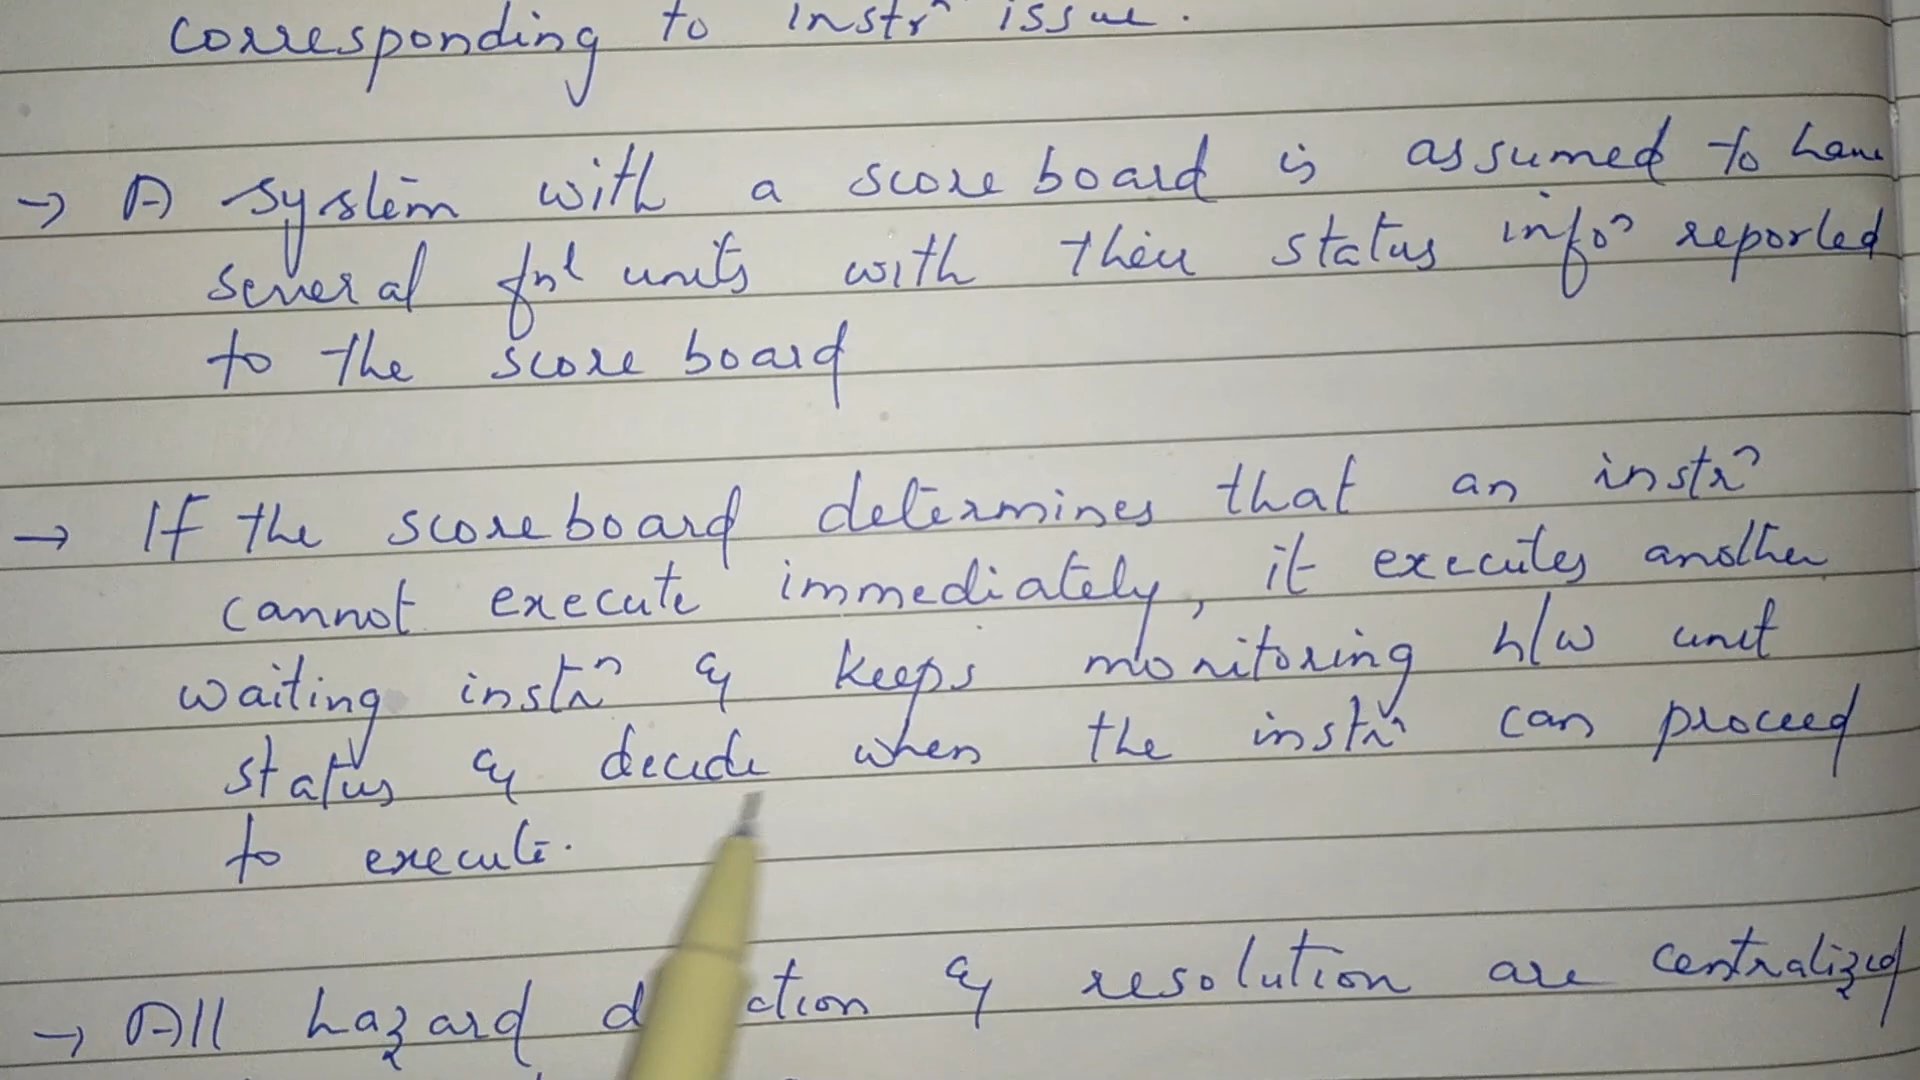 corresponding to instrⁿ issue.
→ A system with a scoreboard is assumed to have
several fnl units with their status infoⁿ reported
to the score board
→ If the scoreboard determines that an instrⁿ
cannot execute immediately, it executes another
waiting instrⁿ & keeps monitoring h/w unit
status & decide when the instrⁿ can proceed
to execute.
→ All hazard d ction & resolution are centralized